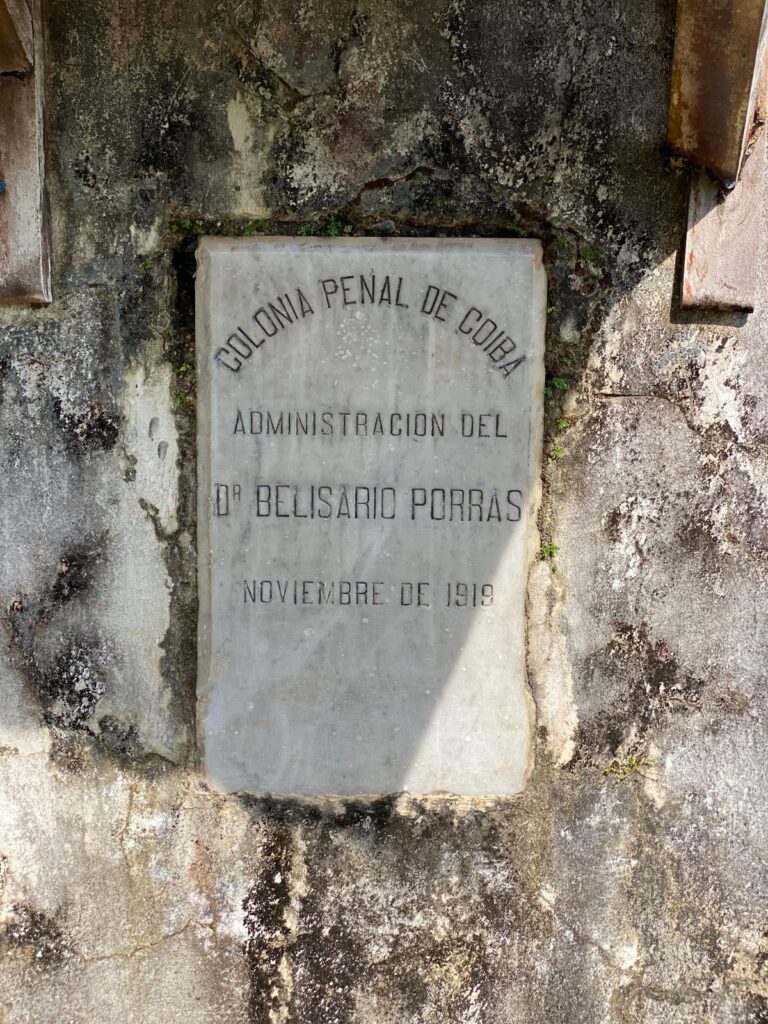 COLONIA PENAL DE COIBA
ADMINISTRACION DEL
DR BELISARIO PORRAS
NOVIEMBRE DE 1919